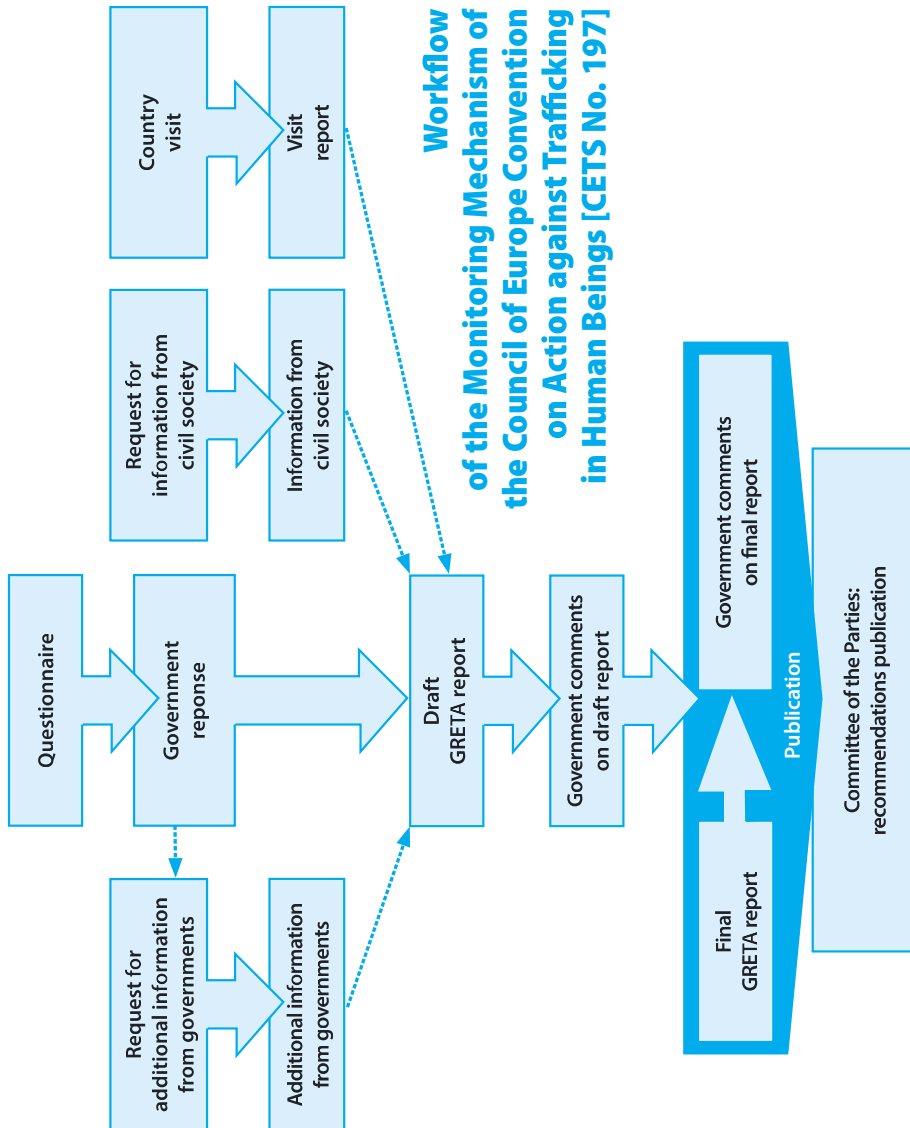 Questionnaire
Government
reponse
Request for
additional information
from governments
Additional information
from governments
Request for
information from
civil society
Information from
civil society
Country
visit
Visit
report
Workflow
of the Monitoring Mechanism of
the Council of Europe Convention
on Action against Trafficking
in Human Beings [CETS No. 197]
Draft
GRETA report
Government comments
on draft report
Final
GRETA report
Government comments
on final report
Publication
Committee of the Parties:
recommendations publication